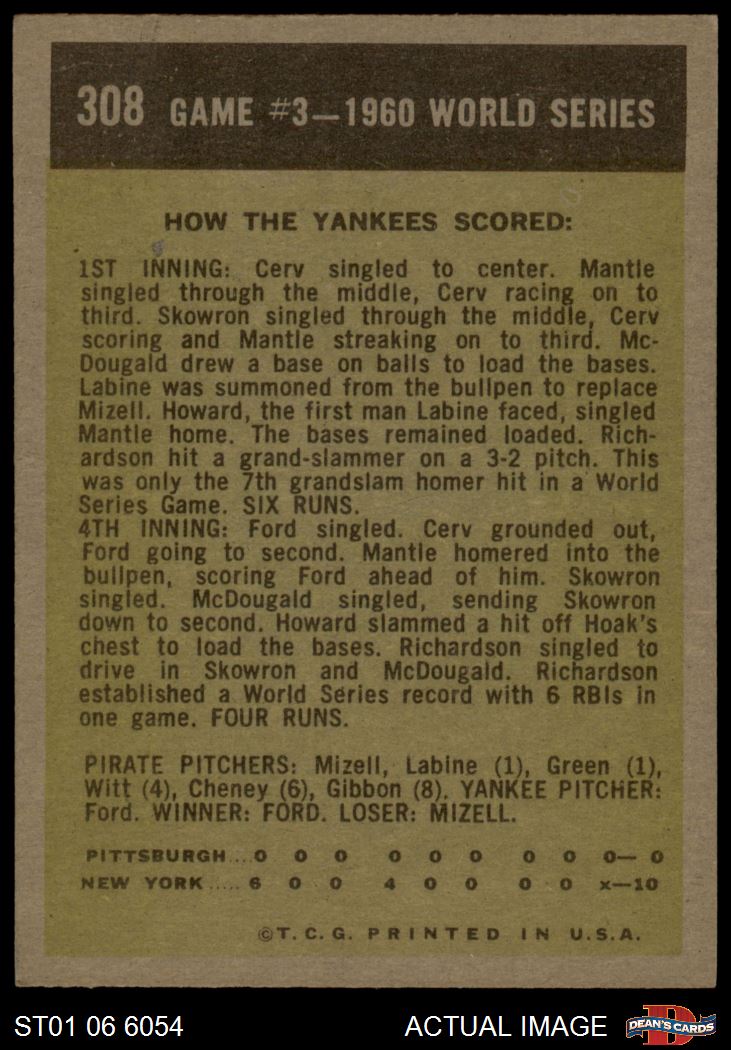 308 GAME #3—1960 WORLD SERIES
HOW THE YANKEES SCORED:
1ST INNING: Cerv singled to center. Mantle
singled through the middle, Cerv racing on to
third. Skowron singled through the middle, Cerv
scoring and Mantle streaking on to third. Mc-
Dougald drew a base on balls to load the bases.
Labine was summoned from the bullpen to replace
Mizell. Howard, the first man Labine faced, singled
Mantle home. The bases remained loaded. Rich-
ardson hit a grand-slammer on a 3-2 pitch. This
was only the 7th grandslam homer hit in a World
Series Game. SIX RUNS.
4TH INNING: Ford singled. Cerv grounded out,
Ford going to second. Mantle homered into the
bullpen, scoring Ford ahead of him. Skowron
singled. McDougald singled, sending Skowron
down to second. Howard slammed a hit off Hoak's
chest to load the bases. Richardson singled to
drive in Skowron and McDougald. Richardson
established a World Series record with 6 RBIs in
one game. FOUR RUNS.
PIRATE PITCHERS: Mizell, Labine (1), Green (1),
Witt (4), Cheney (6), Gibbon (8). YANKEE PITCHER:
Ford. WINNER: FORD. LOSER: MIZELL.
PITTSBURGH...0 0 0 0 0 0 0 0 0— 0
NEW YORK.....6 0 0 4 0 0 0 0 x—10
©T.C.G. PRINTED IN U.S.A.
ST01 06 6054 ACTUAL IMAGE DEAN'S CARDS